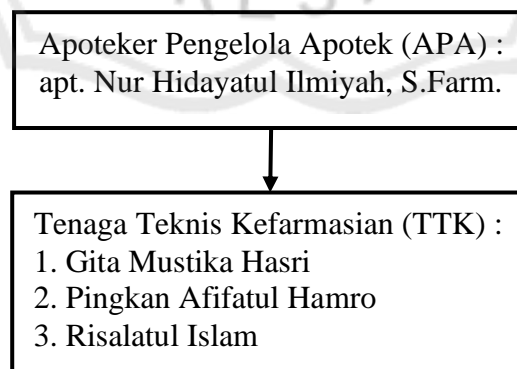 Apoteker Pengelola Apotek (APA) :
apt. Nur Hidayatul Ilmiyah, S.Farm.
Tenaga Teknis Kefarmasian (TTK) :
1. Gita Mustika Hasri
2. Pingkan Afifatul Hamro
3. Risalatul Islam